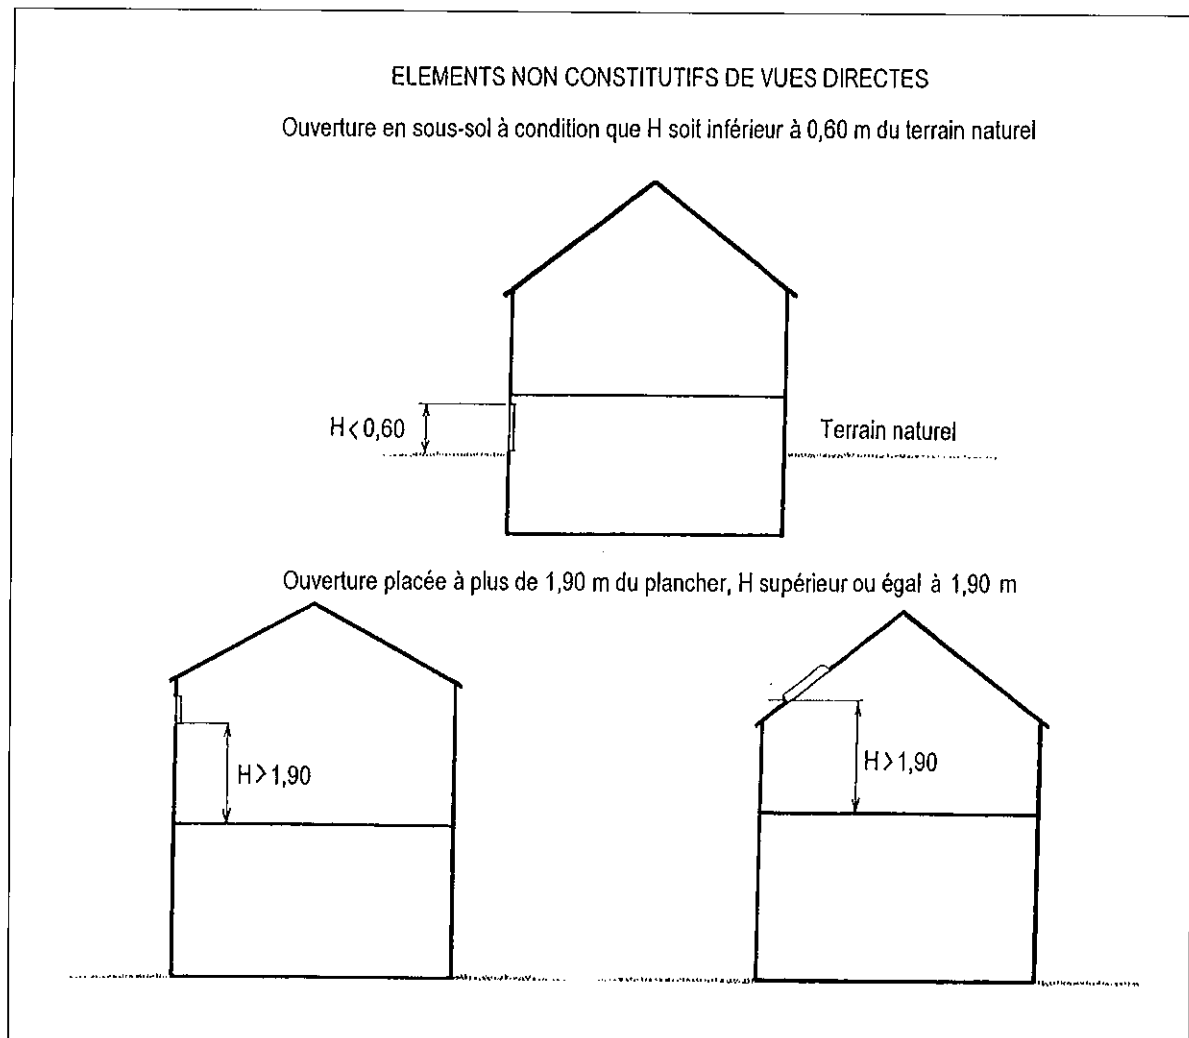 ELEMENTS NON CONSTITUTIFS DE VUES DIRECTES
Ouverture en sous-sol à condition que H soit inférieur à 0,60 m du terrain naturel
H<0,60
Terrain naturel
Ouverture placée à plus de 1,90 m du plancher, H supérieur ou égal à 1,90 m
H>1,90
H>1,90